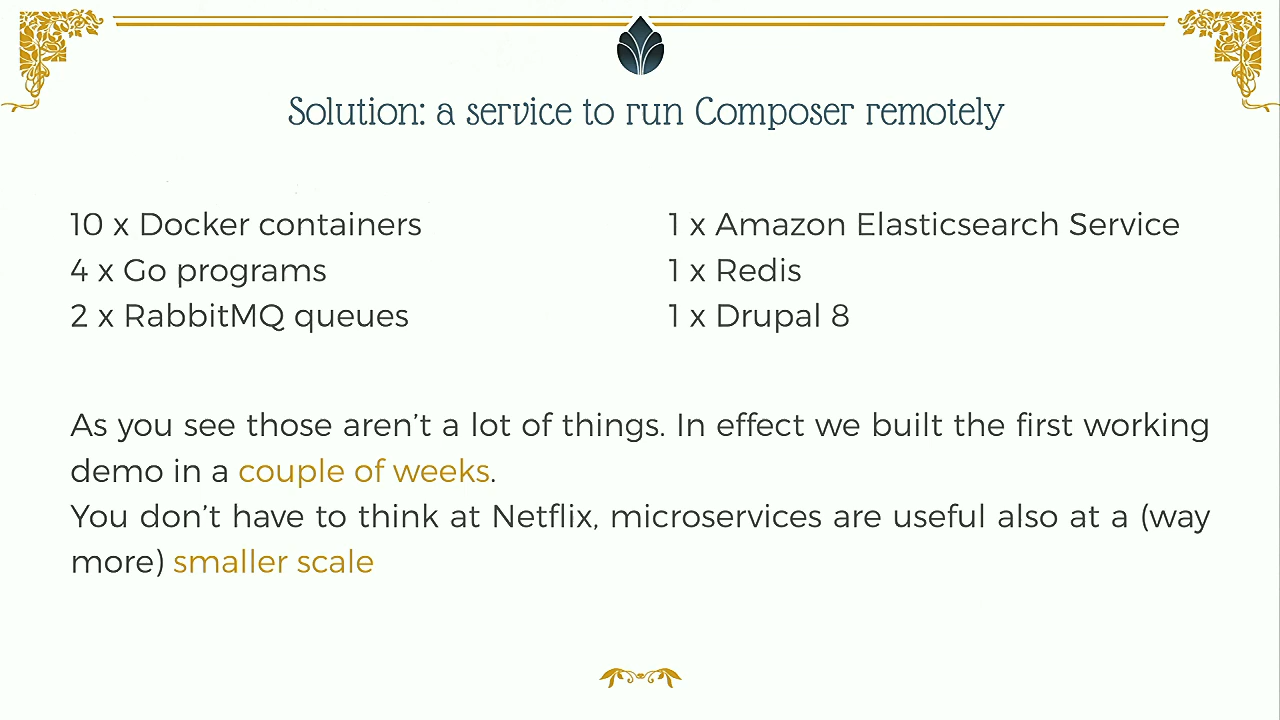 Solution: a service to run Composer remotely
10 x Docker containers
4 x Go programs
2 x RabbitMQ queues
1 x Amazon Elasticsearch Service
1 x Redis
1 x Drupal 8
As you see those aren’t a lot of things. In effect we built the first working
demo in a couple of weeks.
You don’t have to think at Netflix, microservices are useful also at a (way
more) smaller scale